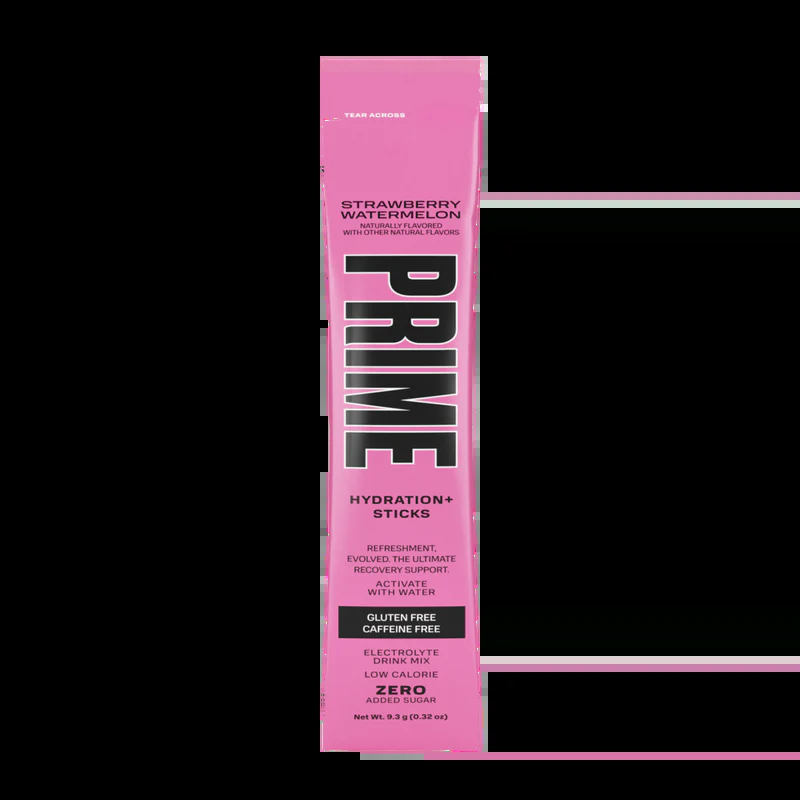 TEAR ACROSS
STRAWBERRY
WATERMELON
NATURALLY FLAVORED
WITH OTHER NATURAL FLAVORS
PRIME
HYDRATION+
STICKS
REFRESHMENT,
EVOLVED. THE ULTIMATE
RECOVERY SUPPORT.
ACTIVATE
WITH WATER
GLUTEN FREE
CAFFEINE FREE
ELECTROLYTE
DRINK MIX
LOW CALORIE
ZERO
ADDED SUGAR
Net Wt. 9.3 g (0.32 oz)